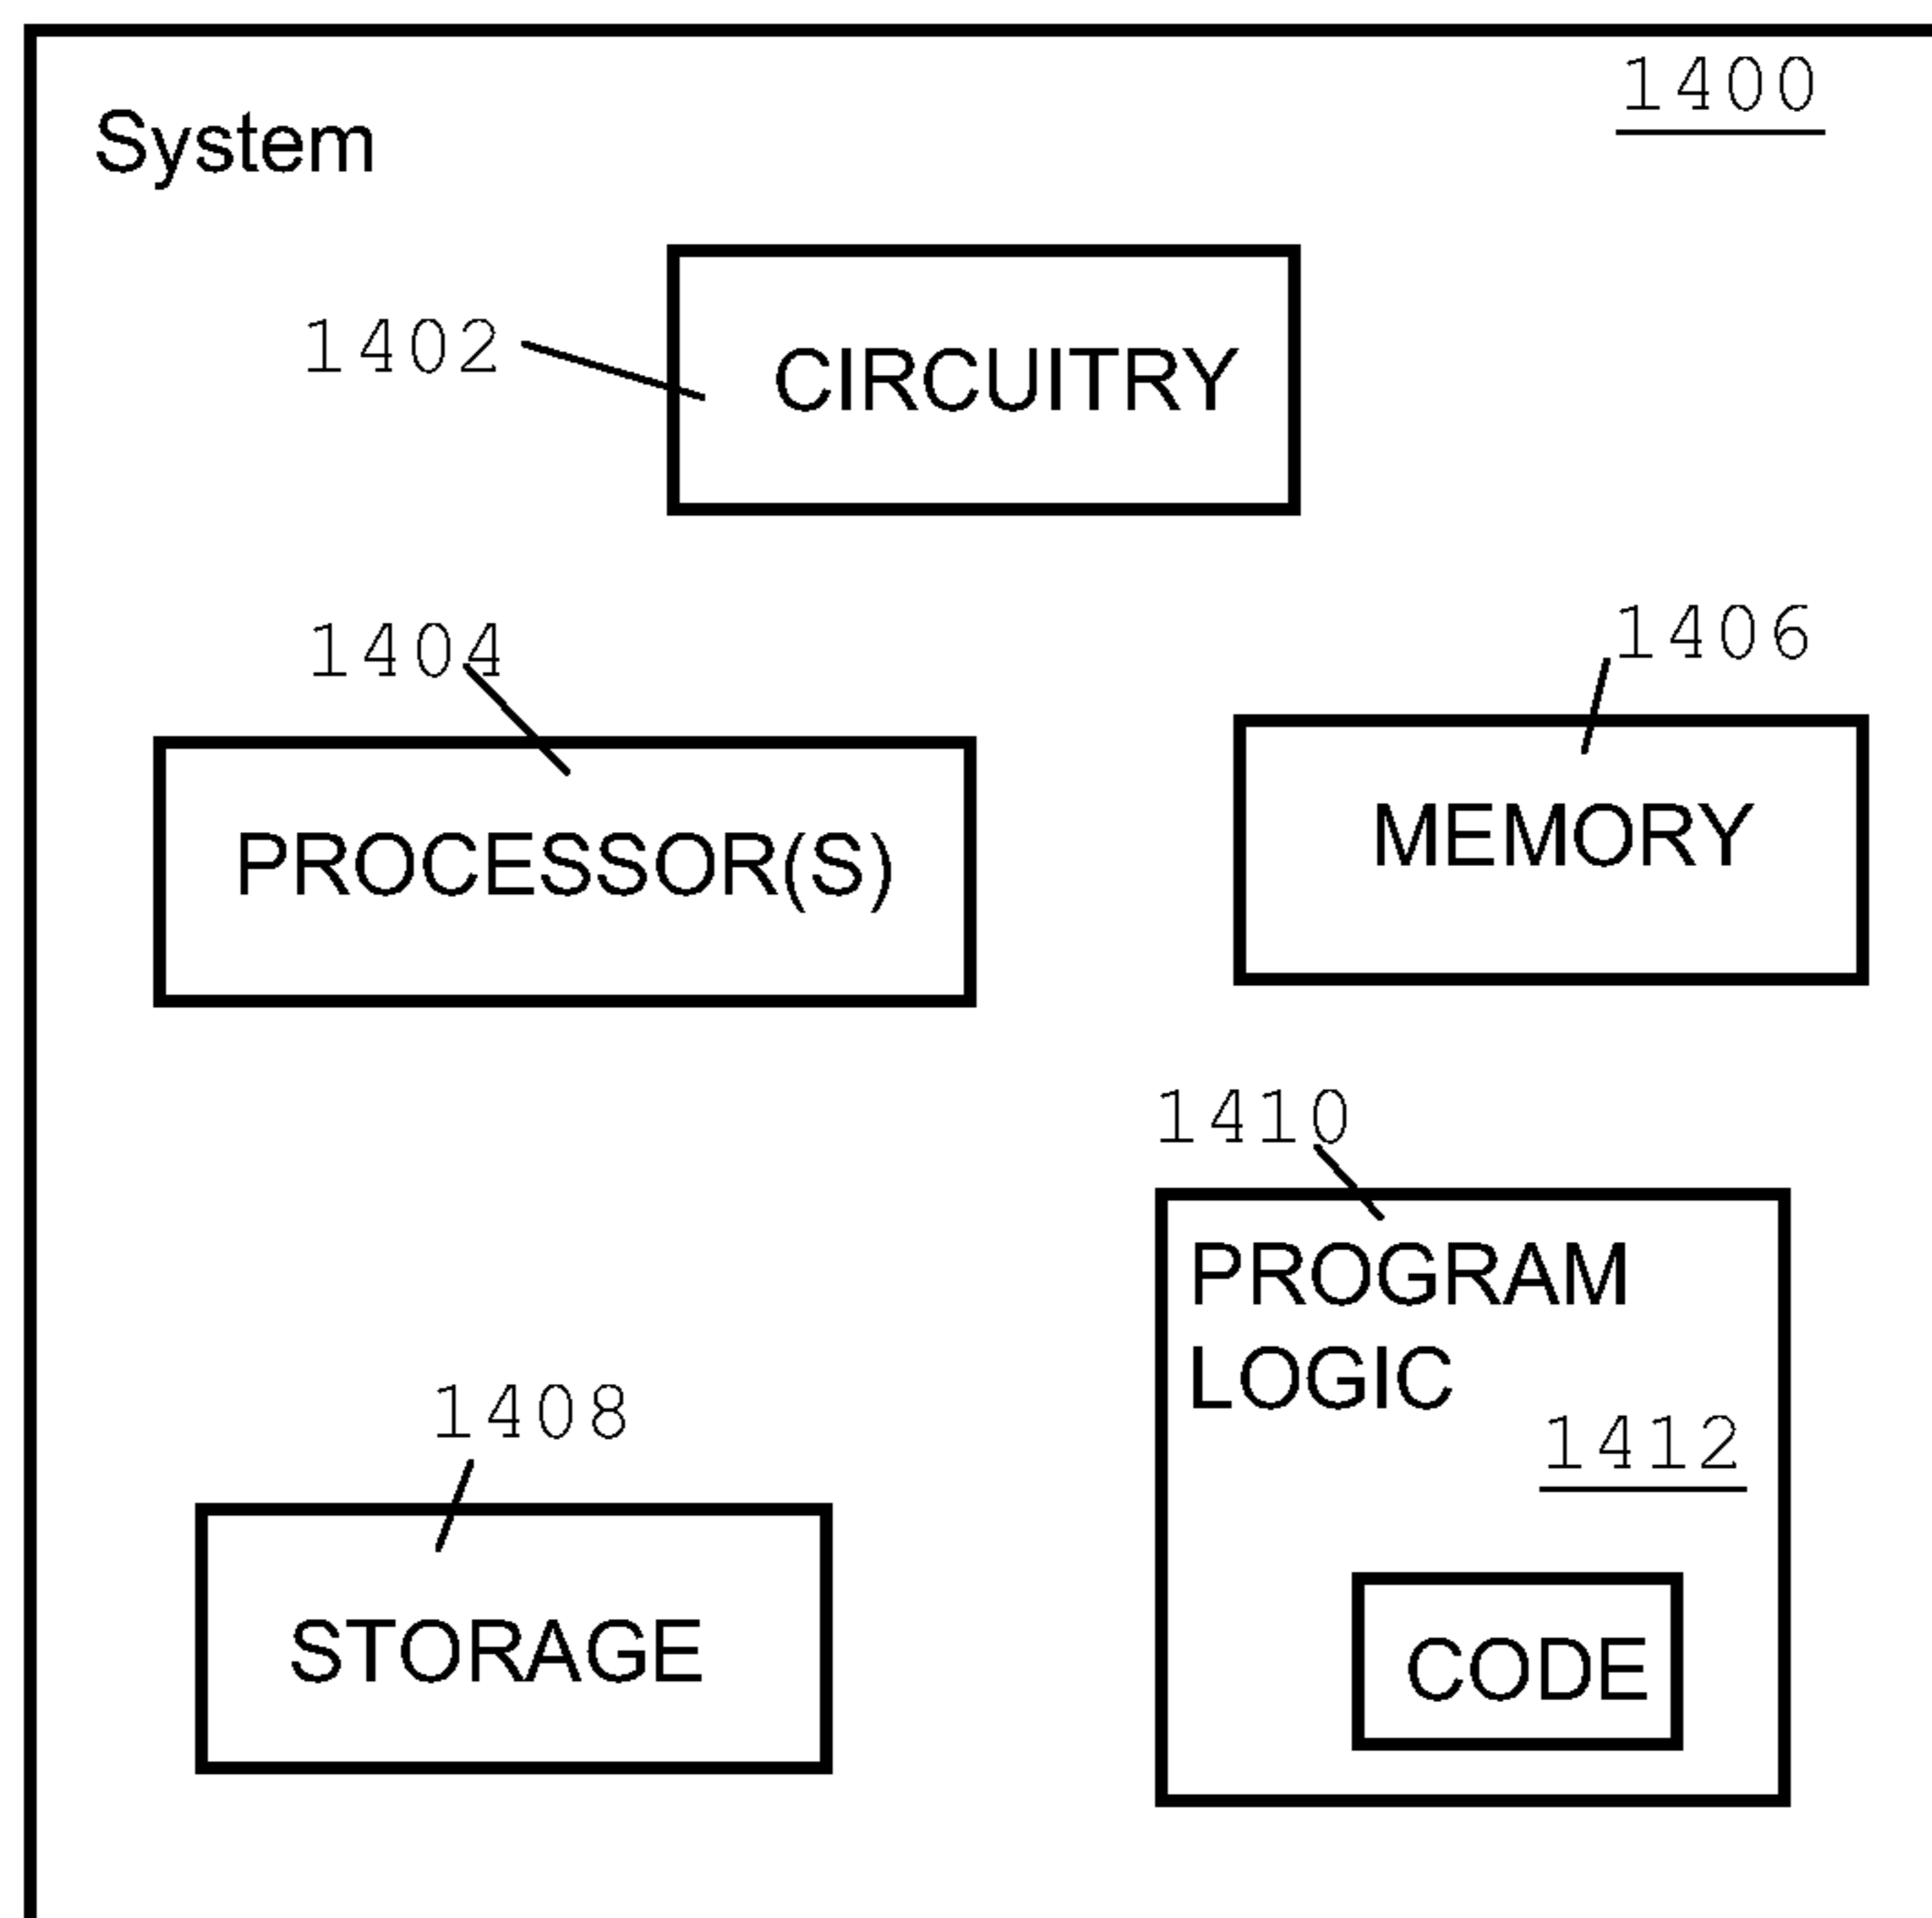 1400
System
1402
CIRCUITRY
1404
1406
PROCESSOR(S)
MEMORY
1410
PROGRAM
LOGIC
1408
1412
STORAGE
CODE